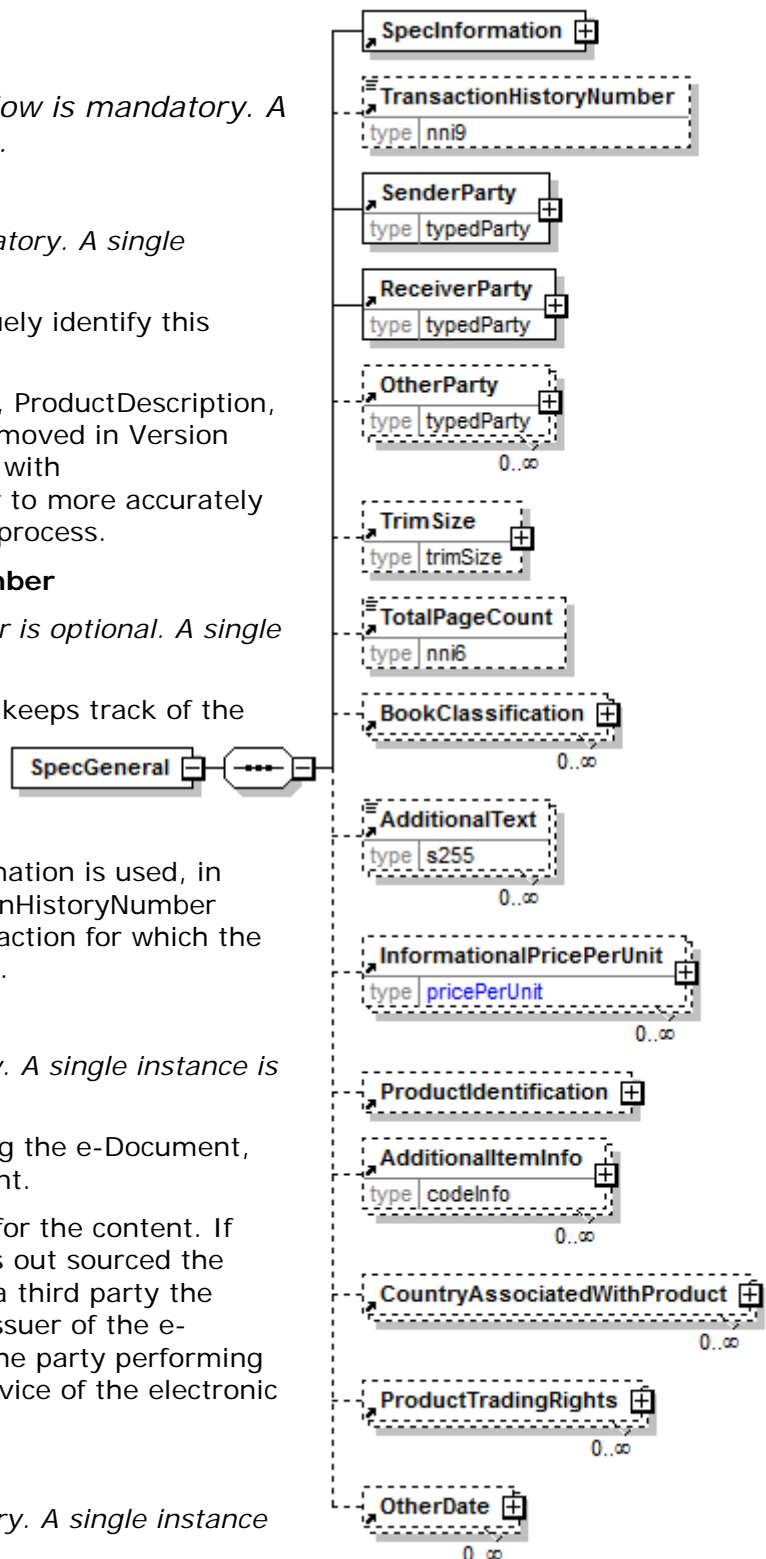 low is mandatory. A
.
atory. A single
uely identify this
, ProductDescription,
moved in Version
with
r to more accurately
process.
nber
r is optional. A single
keeps track of the
nation is used, in
nHistoryNumber
action for which the
.
y. A single instance is
g the e-Document,
nt.
for the content. If
s out sourced the
a third party the
ssuer of the e-
he party performing
vice of the electronic
ry. A single instance
SpecGeneral
SpecInformation
TransactionHistoryNumber
type nni9
SenderParty
type typedParty
ReceiverParty
type typedParty
OtherParty
type typedParty
0..∞
TrimSize
type trimSize
TotalPageCount
type nni6
BookClassification
0..∞
AdditionalText
type s255
0..∞
InformationalPricePerUnit
type pricePerUnit
0..∞
ProductIdentification
AdditionalItemInfo
type codeInfo
0..∞
CountryAssociatedWithProduct
0..∞
ProductTradingRights
0..∞
OtherDate
0..∞